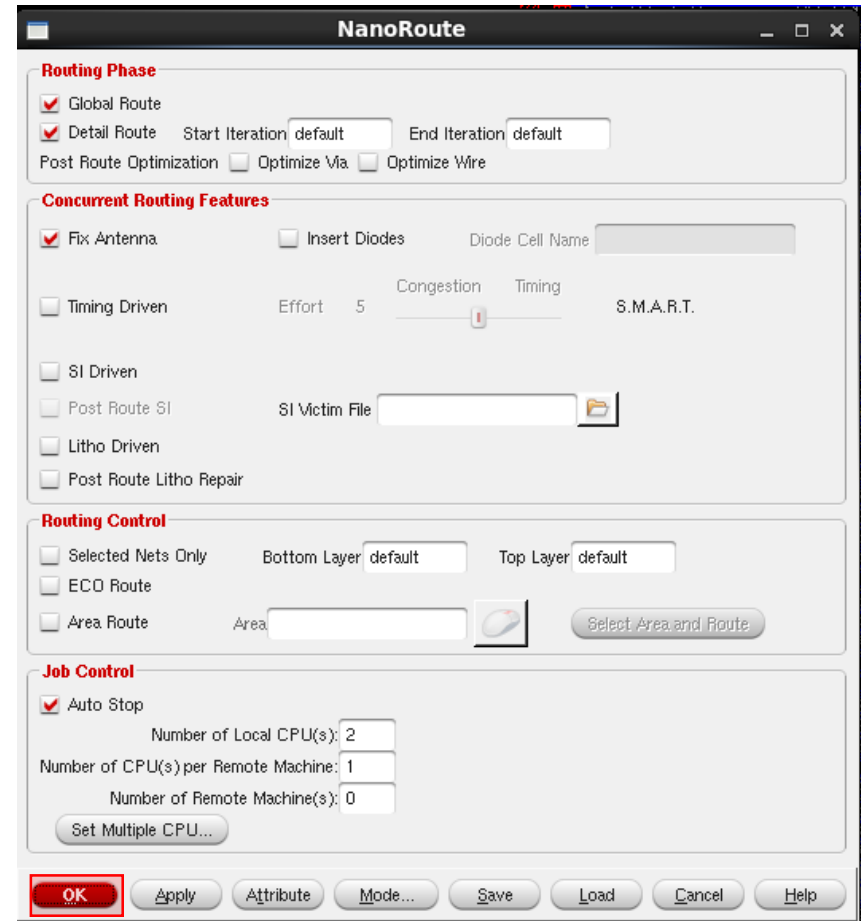 NanoRoute
Routing Phase
Global Route
Detail Route Start Iteration default End Iteration default
Post Route Optimization Optimize Via Optimize Wire
Concurrent Routing Features
Fix Antenna Insert Diodes Diode Cell Name
Congestion Timing
Timing Driven Effort 5 S.M.A.R.T.
SI Driven
Post Route SI SI Victim File
Litho Driven
Post Route Litho Repair
Routing Control
Selected Nets Only Bottom Layer default Top Layer default
ECO Route
Area Route Area Select Area and Route
Job Control
Auto Stop
Number of Local CPU(s): 2
Number of CPU(s) per Remote Machine: 1
Number of Remote Machine(s): 0
Set Multiple CPU...
OK Apply Attribute Mode... Save Load Cancel Help